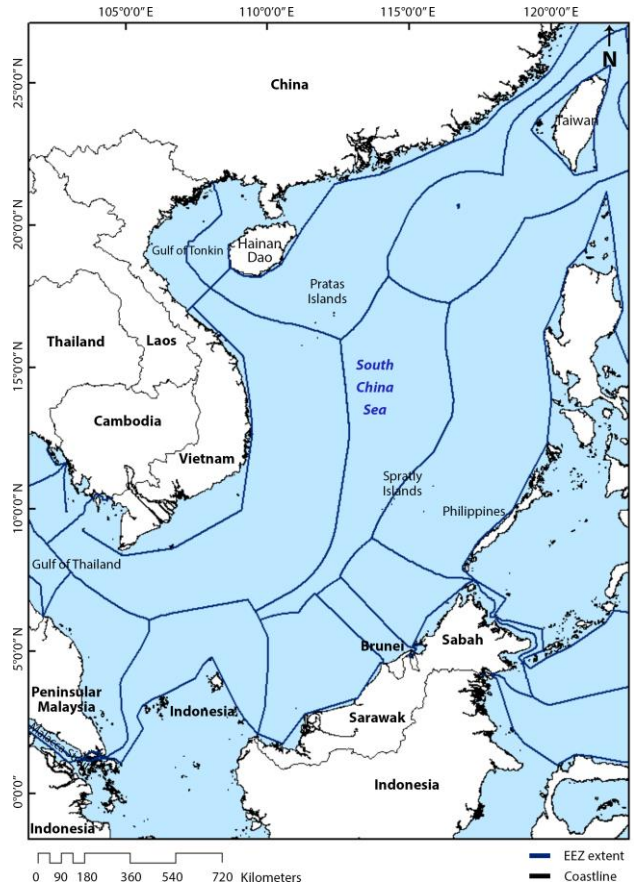 105°0'0"E
110°0'0"E
115°0'0"E
120°0'0"E
N
25°0'0"N
China
Taiwan
20°0'0"N
Gulf of Tonkin
Hainan
Dao
Pratas
Islands
Thailand
Laos
15°0'0"N
South
China
Sea
Cambodia
Vietnam
Spratly
Islands
10°0'0"N
Philippines
Gulf of Thailand
5°0'0"N
Brunei
Sabah
Peninsular
Malaysia
Indonesia
Sarawak
Indonesia
0°0'0"
Indonesia
0 90 180 360 540 720 Kilometers
EEZ extent
Coastline